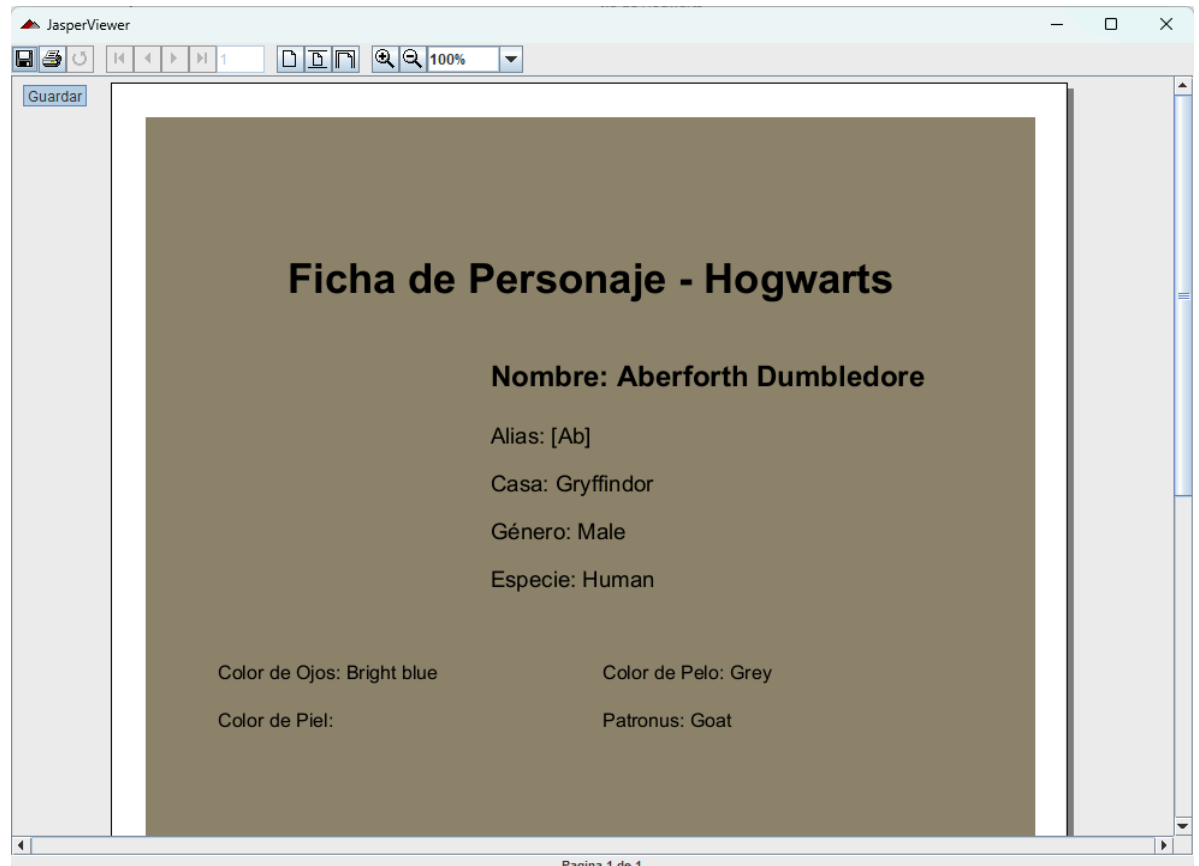 JasperViewer
1
100%
Guardar
Ficha de Personaje - Hogwarts
Nombre: Aberforth Dumbledore
Alias: [Ab]
Casa: Gryffindor
Género: Male
Especie: Human
Color de Ojos: Bright blue
Color de Pelo: Grey
Color de Piel:
Patronus: Goat
Pagina 1 de 1